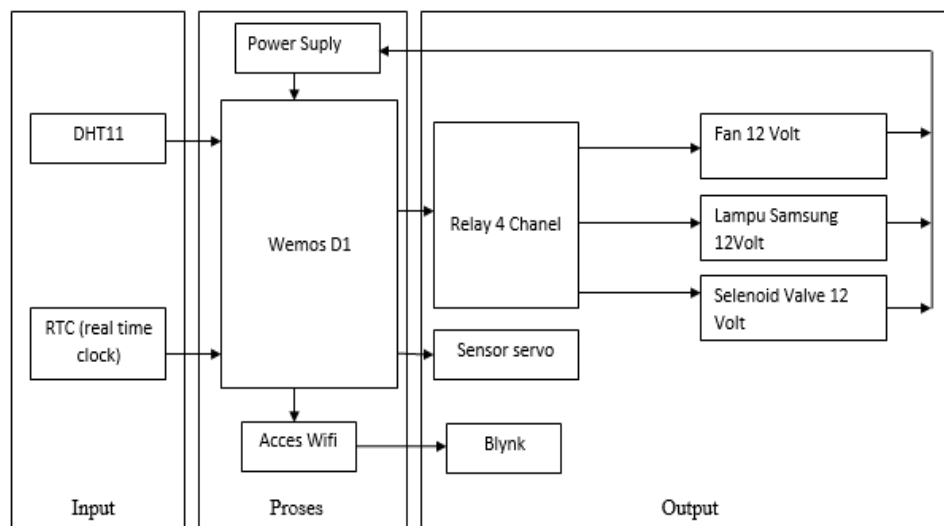 Power Suply
DHT11
Fan 12 Volt
Wemos D1
Relay 4 Chanel
Lampu Samsung
12Volt
Selenoid Valve 12
Volt
RTC (real time
clock)
Sensor servo
Acces Wifi
Blynk
Input
Proses
Output